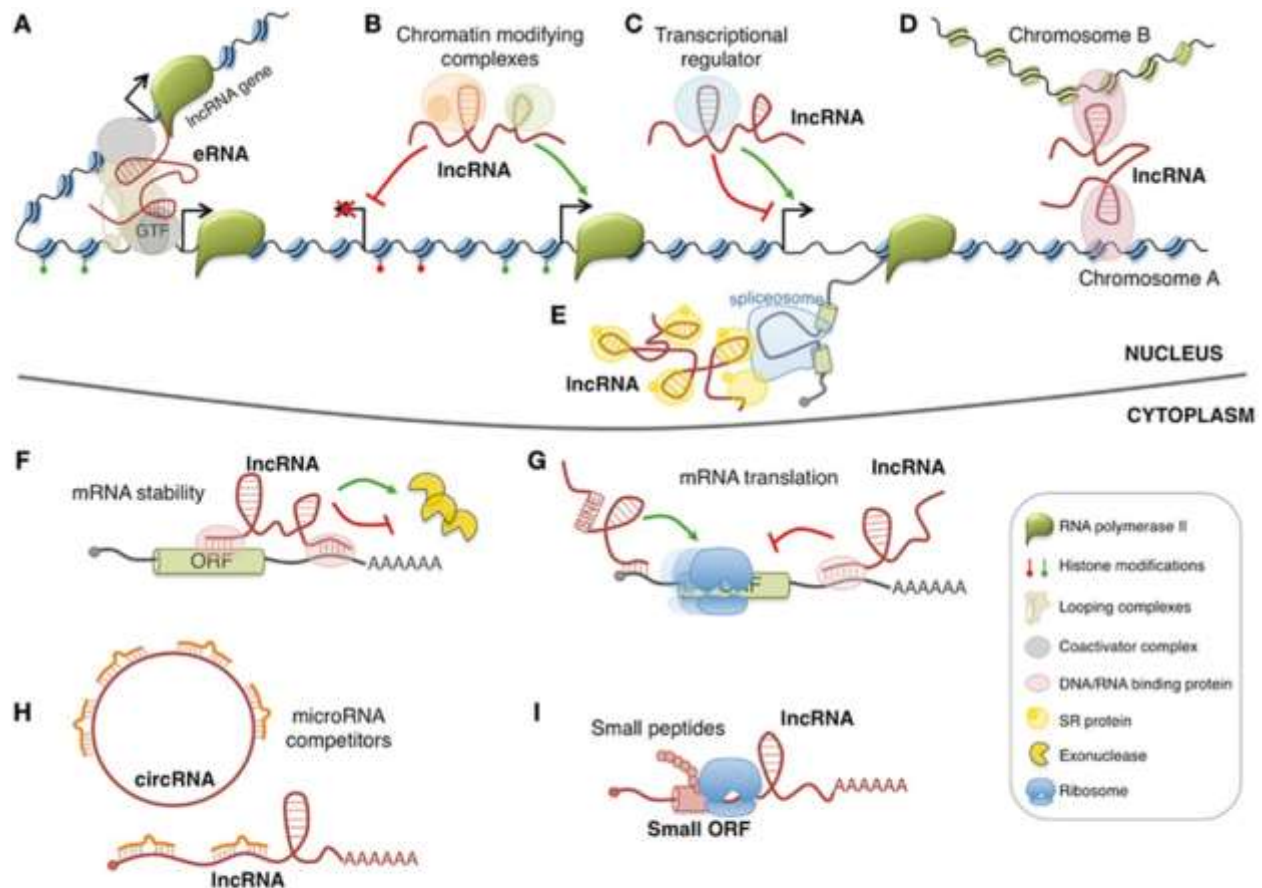 A
B
Chromatin modifying
complexes
C
Transcriptional
regulator
D
Chromosome B
lncRNA gene
eRNA
lncRNA
lncRNA
lncRNA
GTF
Chromosome A
E
spliceosome
lncRNA
NUCLEUS
CYTOPLASM
F
lncRNA
mRNA stability
ORF
AAAAAA
G
mRNA translation
lncRNA
AAAAAA
RNA polymerase II
Histone modifications
Looping complexes
Coactivator complex
DNA/RNA binding protein
SR protein
Exonuclease
Ribosome
H
microRNA
competitors
circRNA
AAAAAA
lncRNA
I
Small peptides
lncRNA
AAAAAA
Small ORF